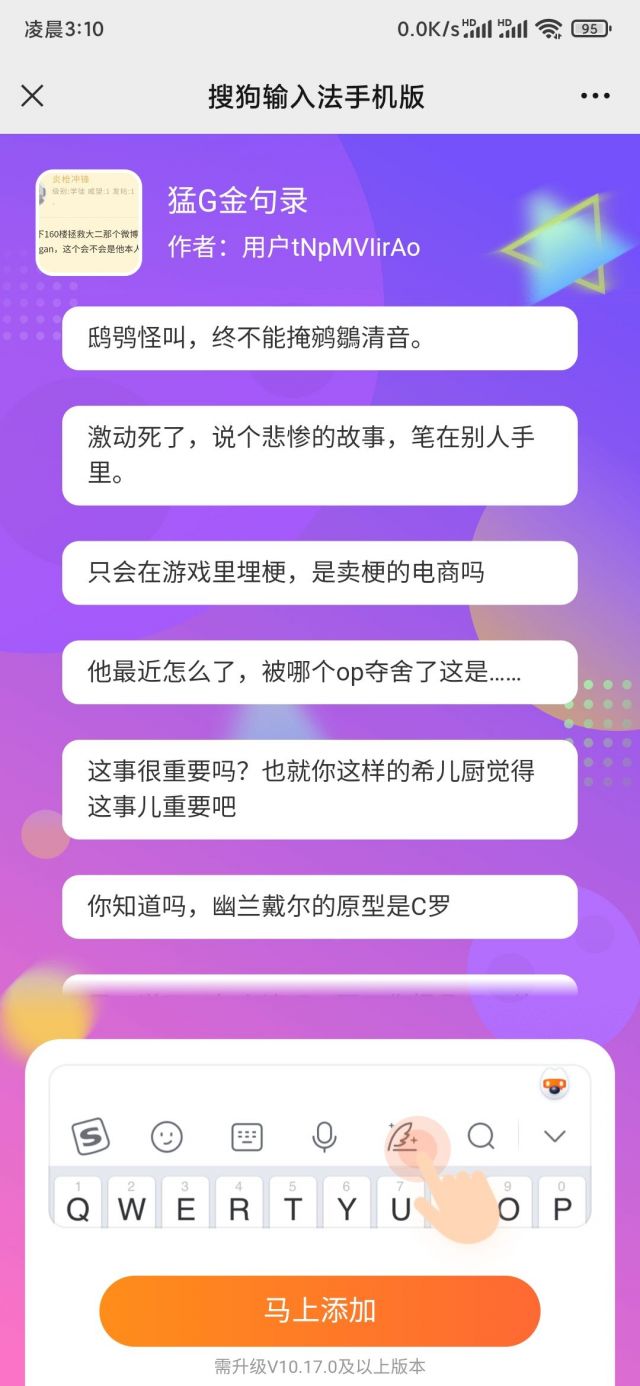 凌晨3:10
0.0K/s HD HD 95
搜狗输入法手机版
炎枪冲锋
级别:学徒 威望:1 发帖:1
下160楼拯救大二那个微博
gan，这个会不会是他本人
猛G金句录
作者：用户tNpMVIirAo
鸱鸮怪叫，终不能掩鹓鶵清音。
激动死了，说个悲惨的故事，笔在别人手
里。
只会在游戏里埋梗，是卖梗的电商吗
他最近怎么了，被哪个op夺舍了这是……
这事很重要吗？也就你这样的希儿厨觉得
这事儿重要吧
你知道吗，幽兰戴尔的原型是C罗
S
1 2 3 4 5 6 7 9 0
Q W E R T Y U O P
马上添加
需升级V10.17.0及以上版本